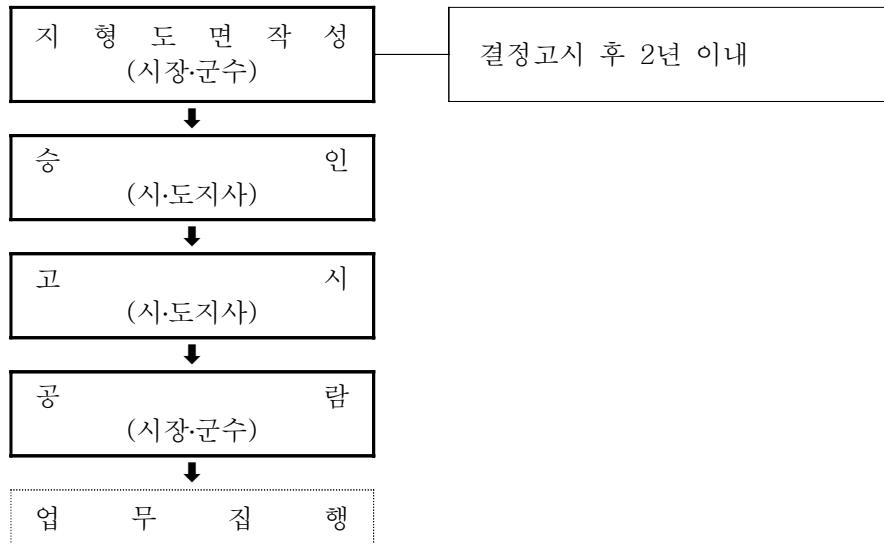 지 형 도 면 작 성
(시장·군수)
결정고시 후 2년 이내
승 인
(시·도지사)
고 시
(시·도지사)
공 람
(시장·군수)
업 무 집 행